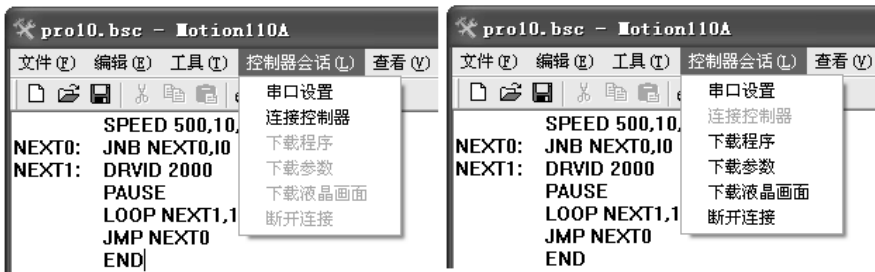 pro10.bsc - Motion110A
文件(F) 编辑(E) 工具(T) 控制器会话(L) 查看(V)
串口设置
连接控制器
下载程序
下载参数
下载液晶画面
断开连接
SPEED 500,10,
NEXT0: JNB NEXT0,I0
NEXT1: DRVID 2000
PAUSE
LOOP NEXT1,1
JMP NEXT0
END
pro10.bsc - Motion110A
文件(F) 编辑(E) 工具(T) 控制器会话(L) 查看(V)
串口设置
连接控制器
下载程序
下载参数
下载液晶画面
断开连接
SPEED 500,10,
NEXT0: JNB NEXT0,I0
NEXT1: DRVID 2000
PAUSE
LOOP NEXT1,1
JMP NEXT0
END